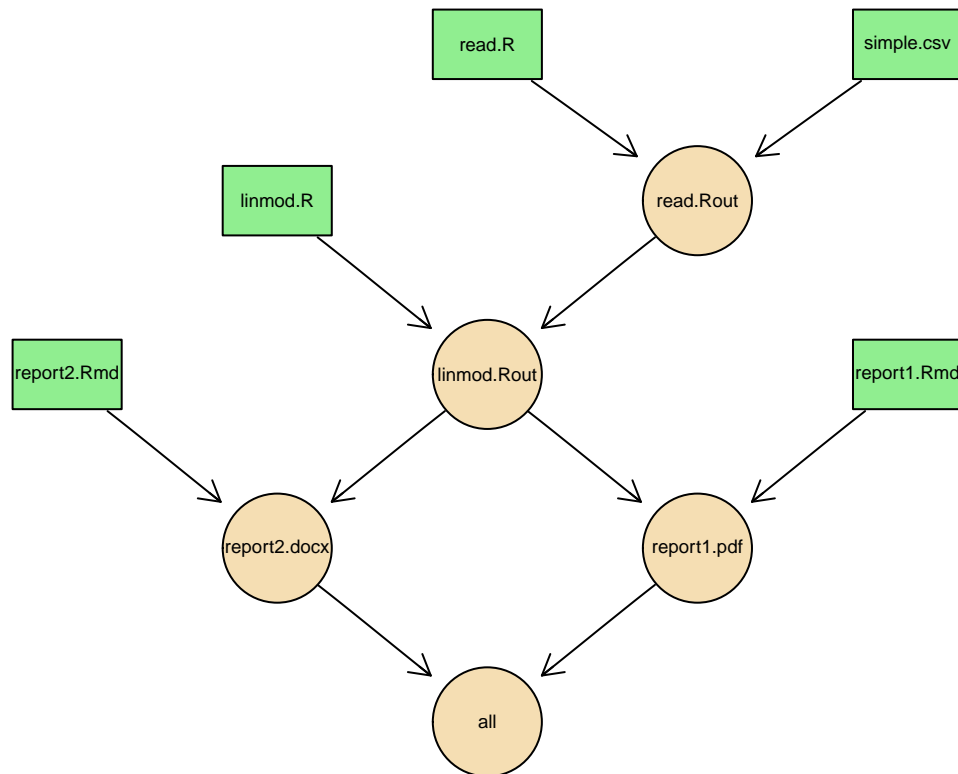 read.R
simple.csv
linmod.R
read.Rout
report2.Rmd
linmod.Rout
report1.Rmd
report2.docx
report1.pdf
all